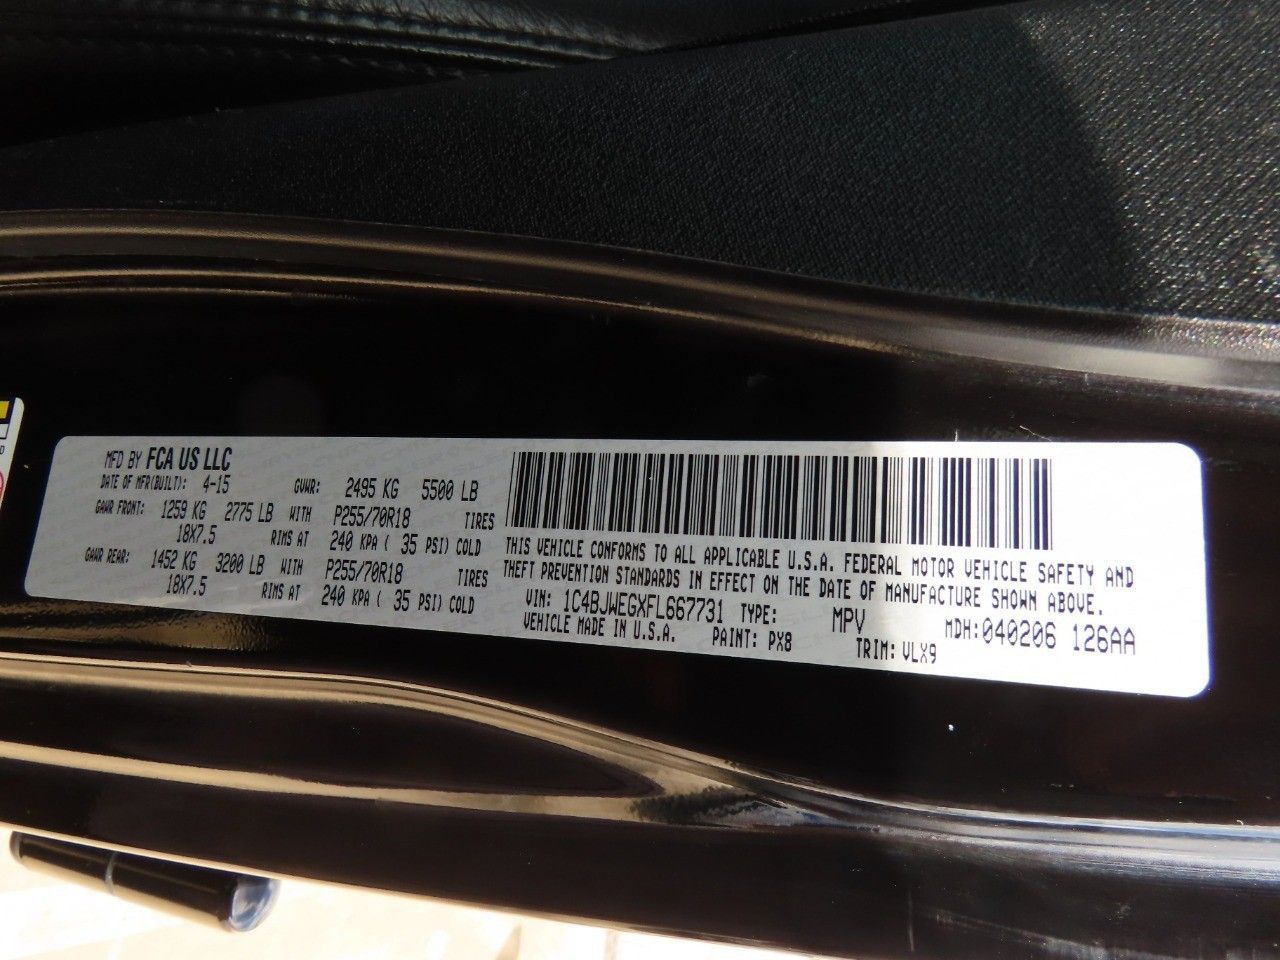 MFD BY FCA US LLC
DATE OF MFR(BUILT): 4-15 GVWR: 2495 KG 5500 LB
GAWR FRONT: 1259 KG 2775 LB WITH P255/70R18 TIRES
18X7.5 RIMS AT 240 KPA ( 35 PSI) COLD
GAWR REAR: 1452 KG 3200 LB WITH P255/70R18 TIRES
18X7.5 RIMS AT 240 KPA ( 35 PSI) COLD
THIS VEHICLE CONFORMS TO ALL APPLICABLE U.S.A. FEDERAL MOTOR VEHICLE SAFETY AND
THEFT PREVENTION STANDARDS IN EFFECT ON THE DATE OF MANUFACTURE SHOWN ABOVE.
VIN: 1C4BJWEGXFL667731 TYPE: MPV MDH:040206 126AA
VEHICLE MADE IN U.S.A. PAINT: PX8 TRIM: VLX9